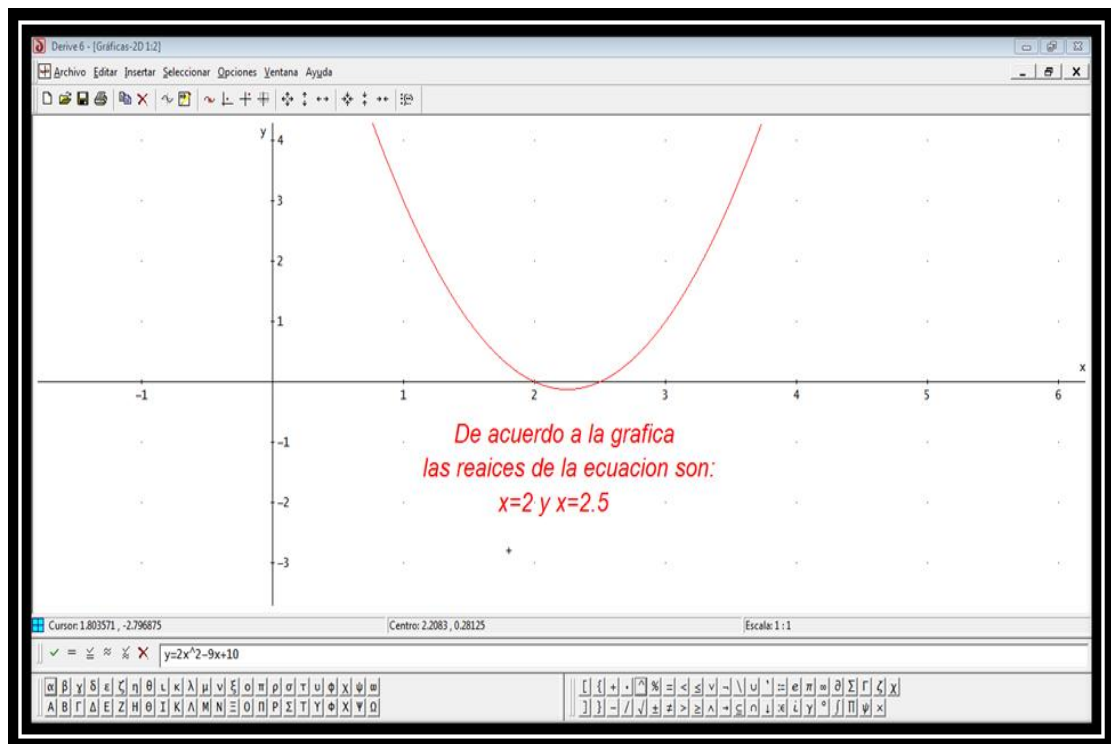 Derive 6 - [Gráficas-2D 1:2]
Archivo Editar Insertar Seleccionar Opciones Ventana Ayuda
y
4
3
2
1
x
-1 1 2 3 4 5 6
-1
De acuerdo a la grafica
las reaices de la ecuacion son:
-2
x=2 y x=2.5
-3
Cursor: 1.803571 , -2.796875 Centro: 2.2083 , 0.28125 Escala: 1 : 1
y=2x^2-9x+10
α β γ δ ε ζ η θ ι κ λ μ ν ξ ο π ρ σ τ υ φ χ ψ ω
Α Β Γ Δ Ε Ζ Η Θ Ι Κ Λ Μ Ν Ξ Ο Π Ρ Σ Τ Υ Φ Χ Ψ Ω